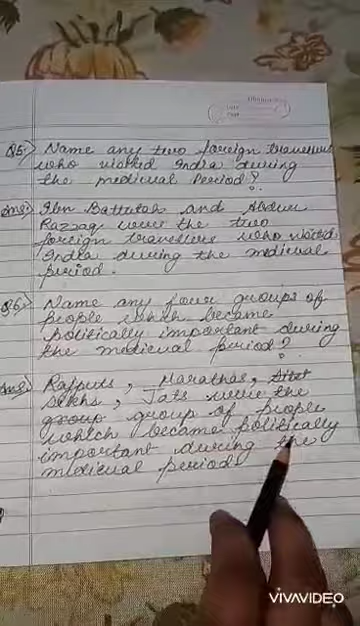 Q5:) Name any two foreign travellers
who visited India during
the medieval Period?
Ans:) Ibn Battutah and Abdur
Razzaq were the two
foreign travellers who visited
India during the medieval
period.
Q6:) Name any four groups of
people which became
politically important during
the medieval period?
Ans:) Rajputs, Marathas,
Sikhs, Jats were the
group group of people
which became politically
important during the
medieval period.
VIVAVIDEO